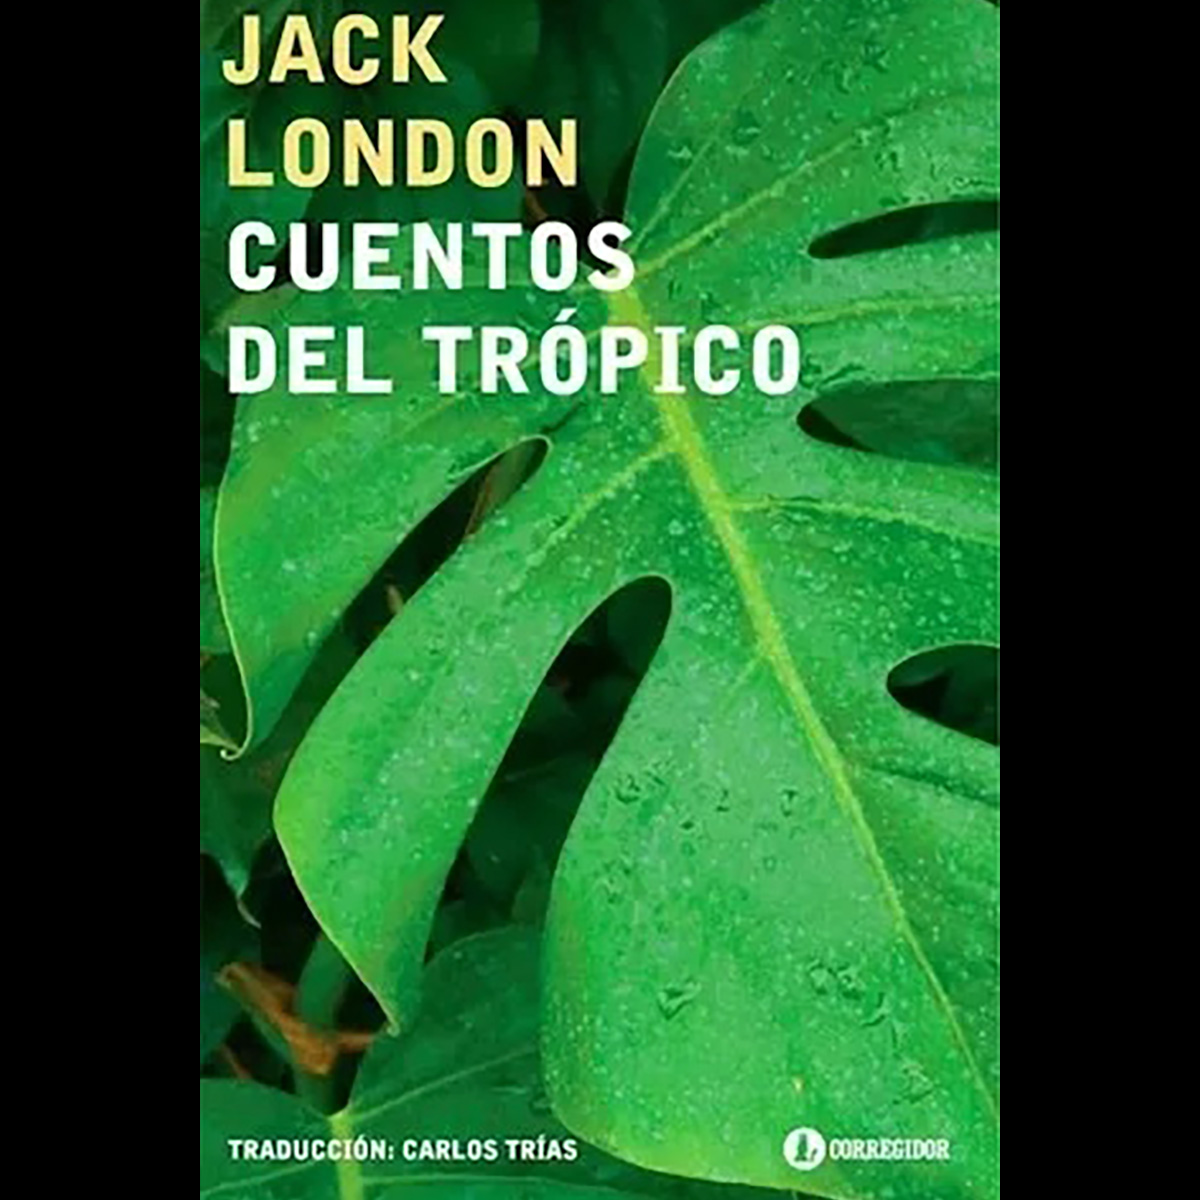 JACK
LONDON
CUENTOS
DEL TRÓPICO
TRADUCCIÓN: CARLOS TRÍAS
CORREGIDOR